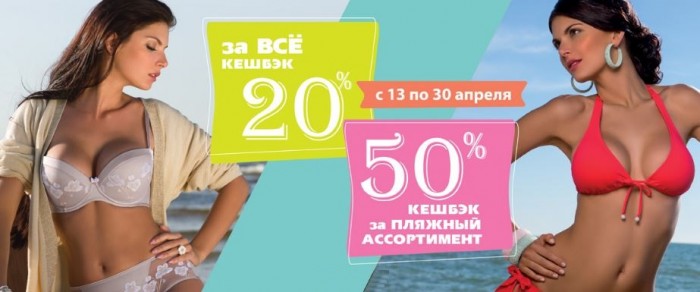 за ВСЁ
КЕШБЭК
20%
с 13 по 30 апреля
50%
КЕШБЭК
за ПЛЯЖНЫЙ
АССОРТИМЕНТ